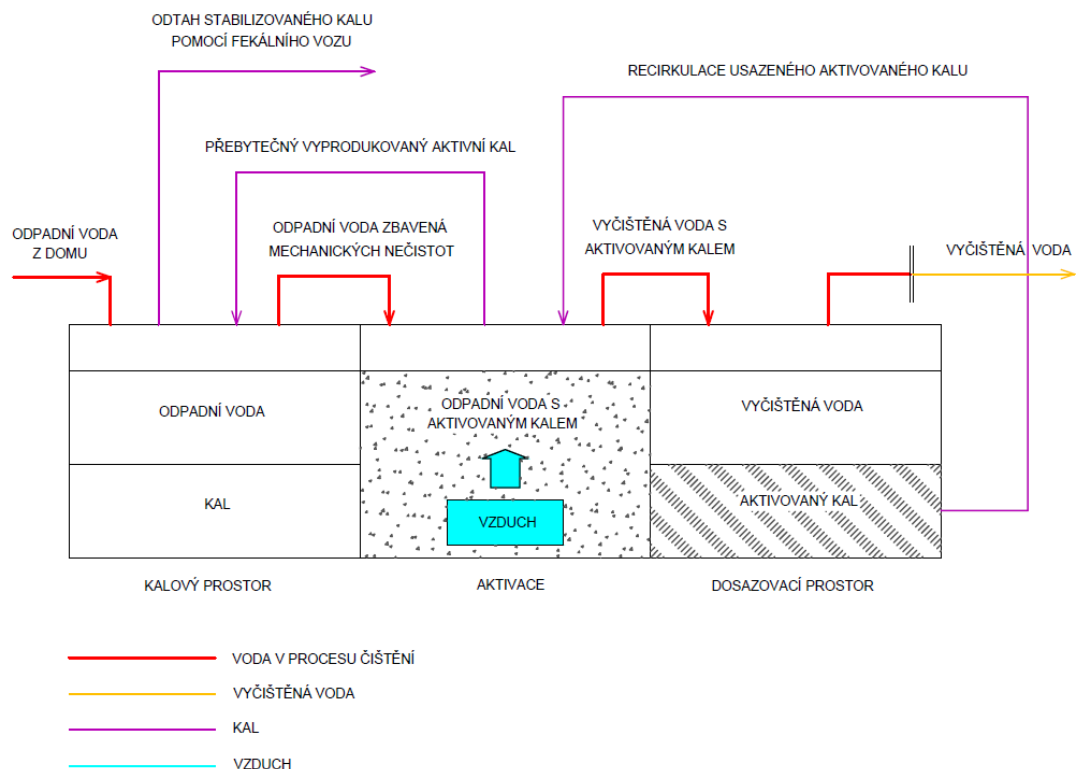 ODTAH STABILIZOVANÉHO KALU
POMOCÍ FEKÁLNÍHO VOZU
RECIRKULACE USAZENÉHO AKTIVOVANÉHO KALU
PŘEBYTEČNÝ VYPRODUKOVANÝ AKTIVNÍ KAL
ODPADNÍ VODA
Z DOMU
ODPADNÍ VODA ZBAVENÁ
MECHANICKÝCH NEČISTOT
VYČIŠTĚNÁ VODA S
AKTIVOVANÝM KALEM
VYČIŠTĚNÁ VODA
ODPADNÍ VODA
ODPADNÍ VODA S
AKTIVOVANÝM KALEM
VYČIŠTĚNÁ VODA
KAL
VZDUCH
AKTIVOVANÝ KAL
KALOVÝ PROSTOR
AKTIVACE
DOSAZOVACÍ PROSTOR
VODA V PROCESU ČIŠTĚNÍ
VYČIŠTĚNÁ VODA
KAL
VZDUCH